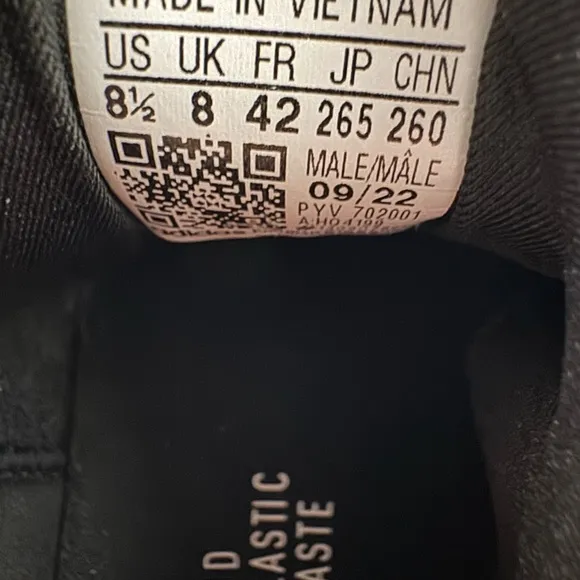 MADE IN VIETNAM
US UK FR JP CHN
8½ 8 42 265 260
MALE/MÂLE
09/22
PYV 702001
D
ASTIC
ASTE